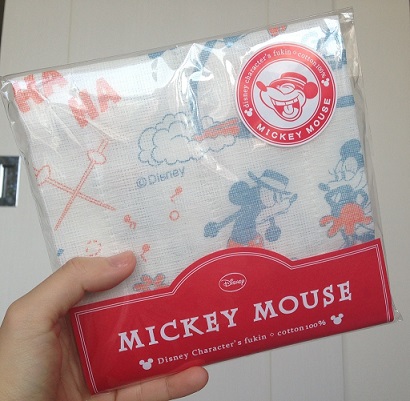 HA
HA
disney character's fukin • cotton100%
MICKEY MOUSE
©Disney
Disney
MICKEY MOUSE
Disney Character's fukin • cotton100%